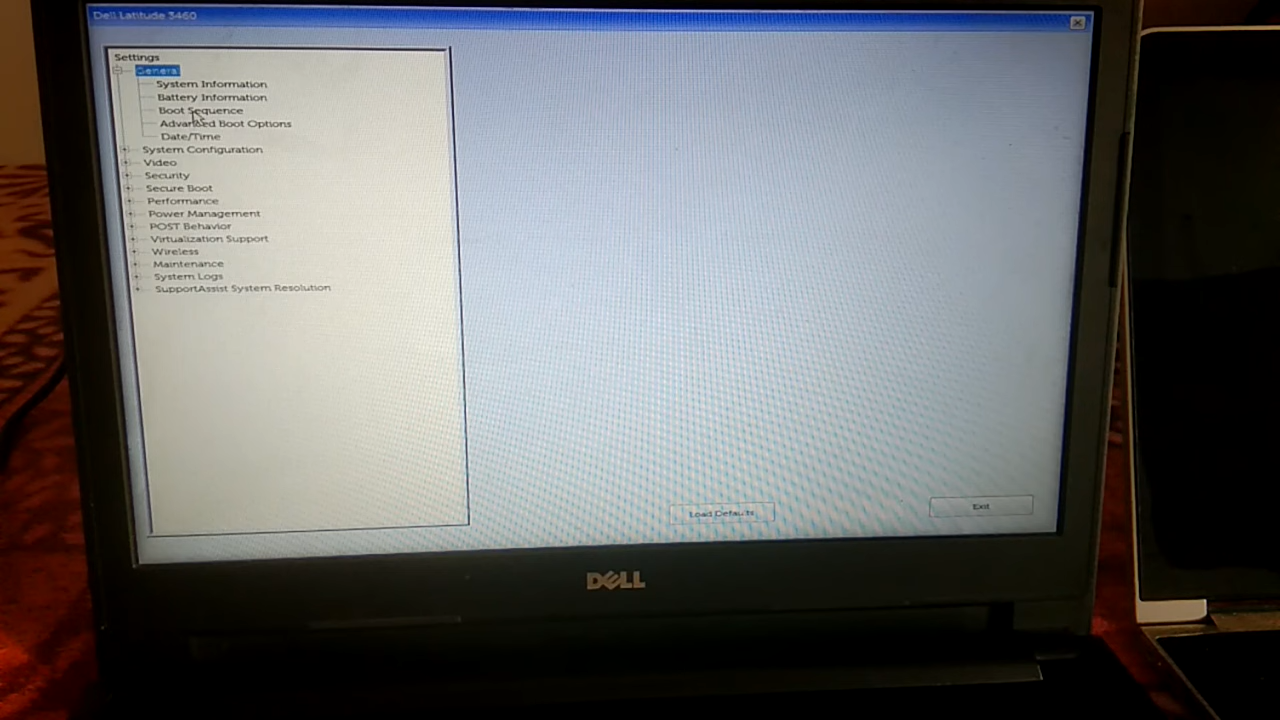 Dell Latitude 3460
Settings
General
System Information
Battery Information
Boot Sequence
Advanced Boot Options
Date/Time
System Configuration
Video
Security
Secure Boot
Performance
Power Management
POST Behavior
Virtualization Support
Wireless
Maintenance
System Logs
SupportAssist System Resolution
Load Defaults
Exit
DELL